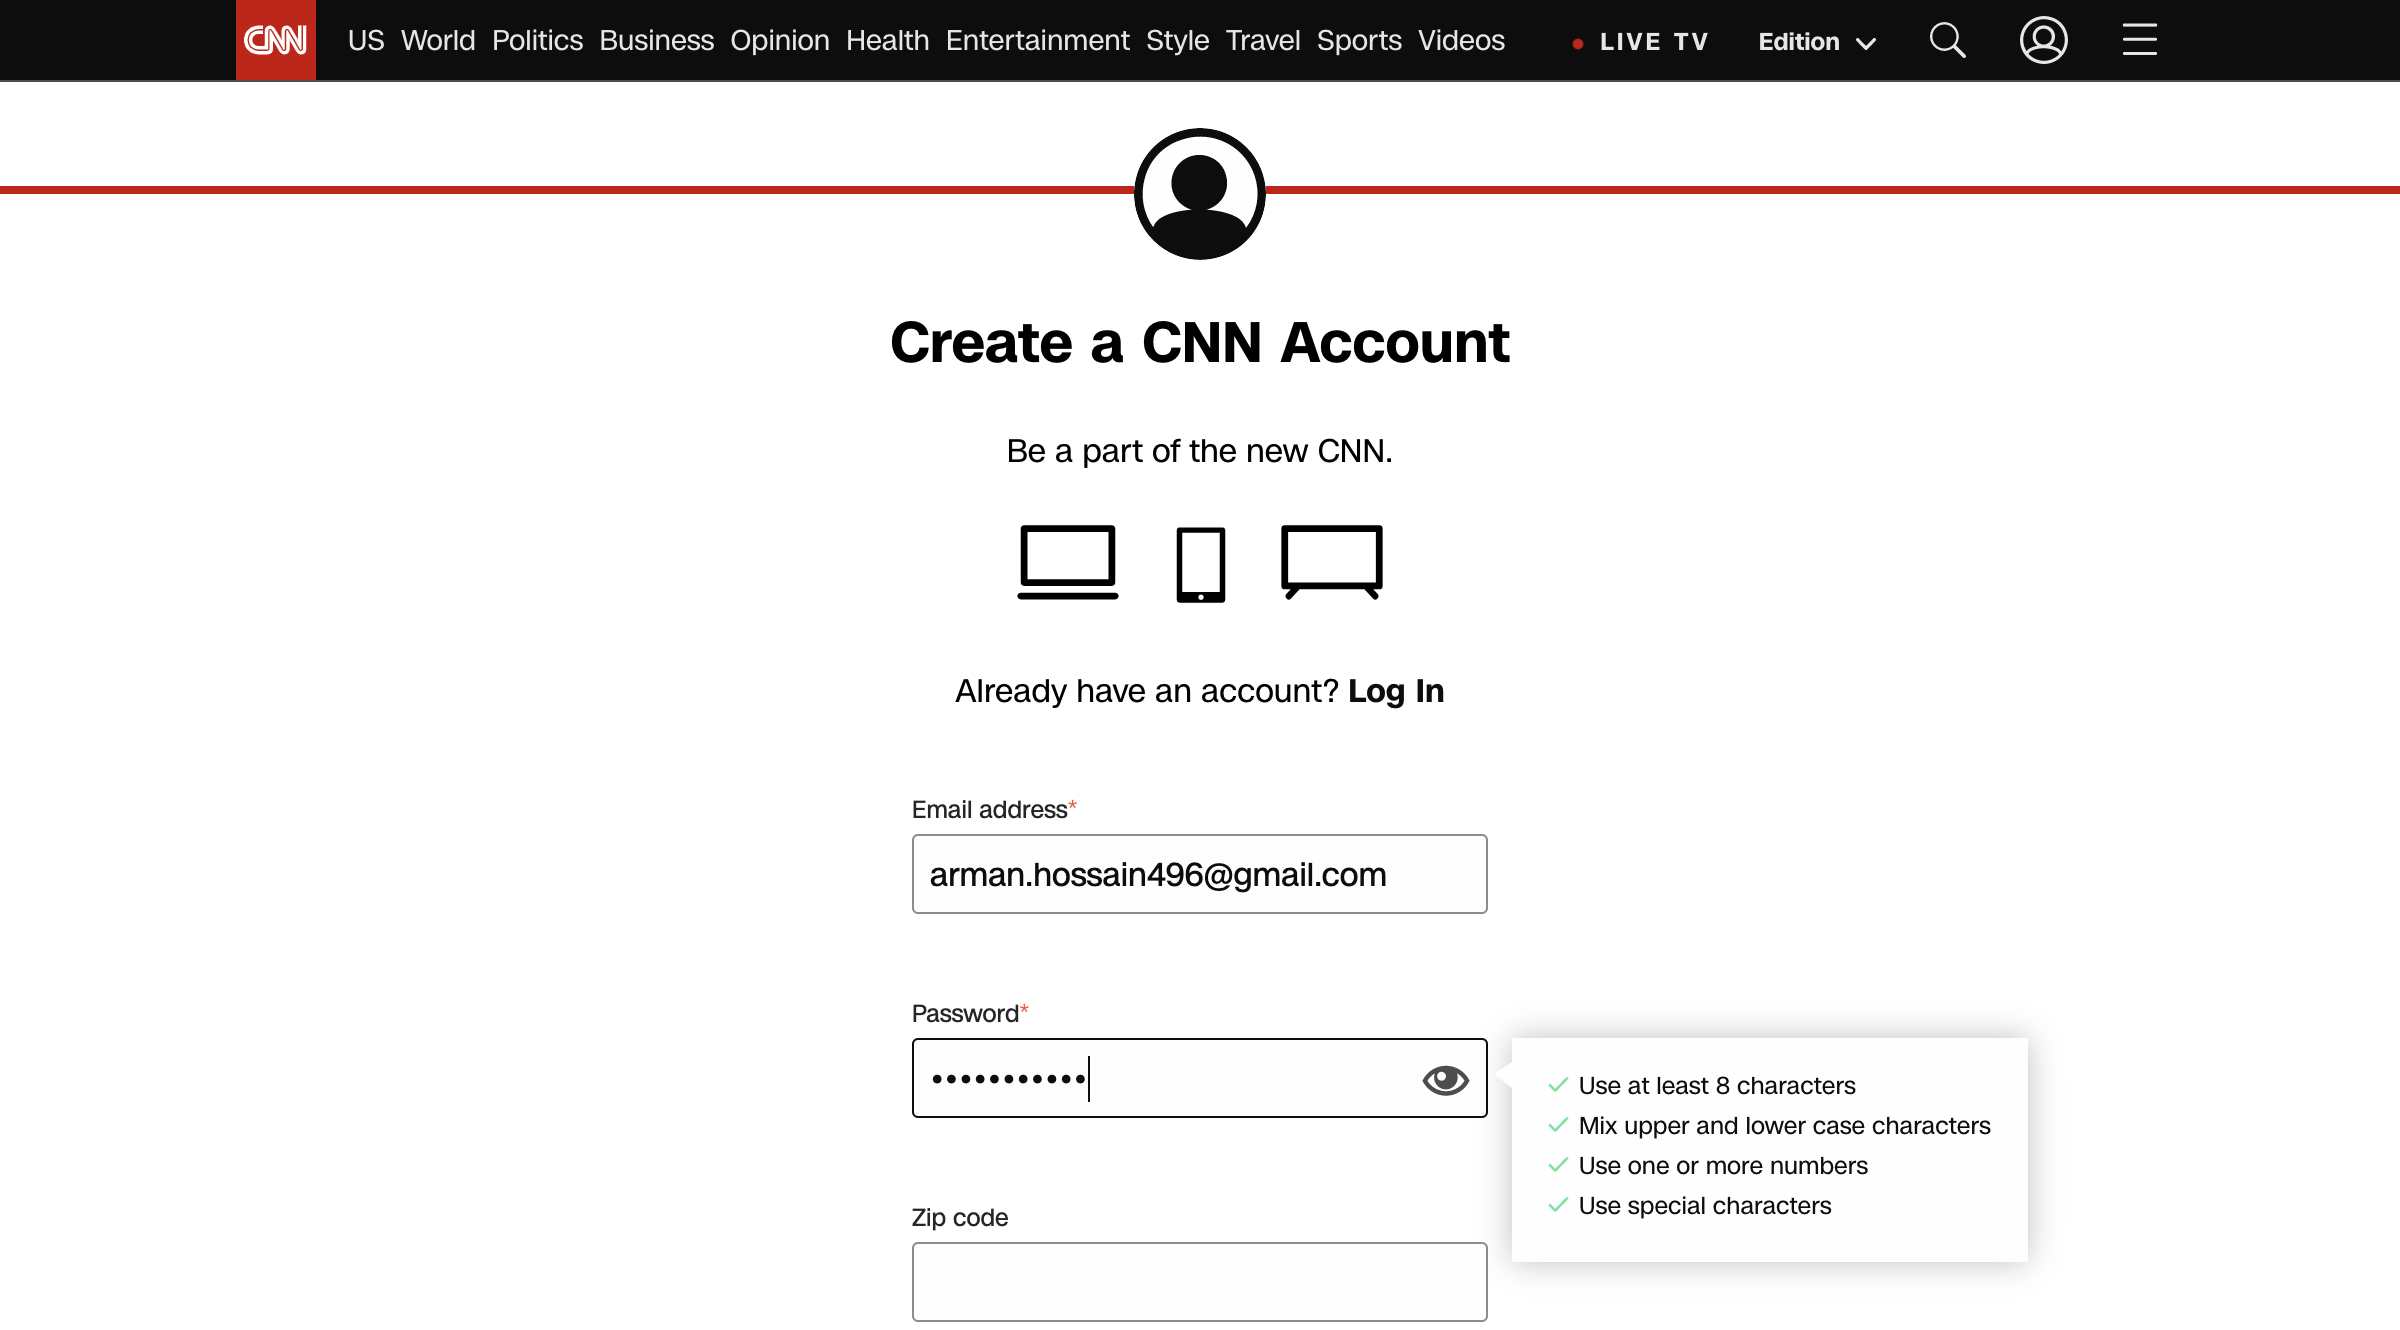 CNN US World Politics Business Opinion Health Entertainment Style Travel Sports Videos LIVE TV Edition
Create a CNN Account
Be a part of the new CNN.
Already have an account? Log In
Email address*
arman.hossain496@gmail.com
Password*
•••••••••••
Use at least 8 characters
Mix upper and lower case characters
Use one or more numbers
Use special characters
Zip code